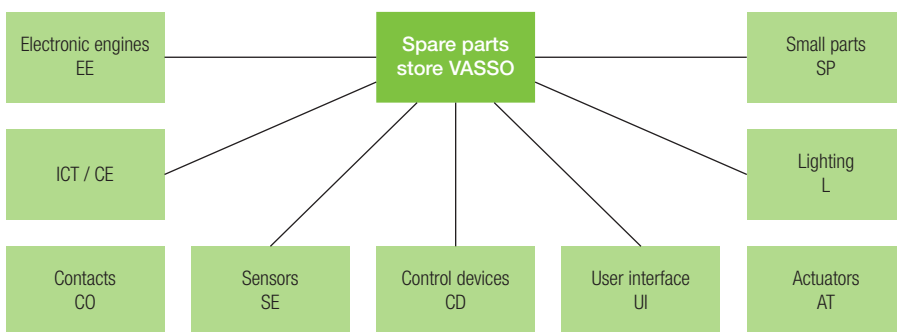 Electronic engines
EE
Spare parts
store VASSO
Small parts
SP
ICT / CE
Lighting
L
Contacts
CO
Sensors
SE
Control devices
CD
User interface
UI
Actuators
AT